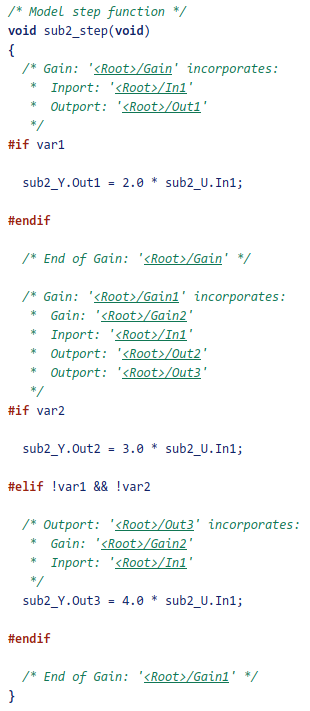 /* Model step function */
void sub2_step(void)
{
  /* Gain: '<Root>/Gain' incorporates:
   *  Inport: '<Root>/In1'
   *  Outport: '<Root>/Out1'
   */
#if var1
  sub2_Y.Out1 = 2.0 * sub2_U.In1;
#endif
  /* End of Gain: '<Root>/Gain' */
  /* Gain: '<Root>/Gain1' incorporates:
   *  Gain: '<Root>/Gain2'
   *  Inport: '<Root>/In1'
   *  Outport: '<Root>/Out2'
   *  Outport: '<Root>/Out3'
   */
#if var2
  sub2_Y.Out2 = 3.0 * sub2_U.In1;
#elif !var1 && !var2
  /* Outport: '<Root>/Out3' incorporates:
   *  Gain: '<Root>/Gain2'
   *  Inport: '<Root>/In1'
   */
  sub2_Y.Out3 = 4.0 * sub2_U.In1;
#endif
  /* End of Gain: '<Root>/Gain1' */
}